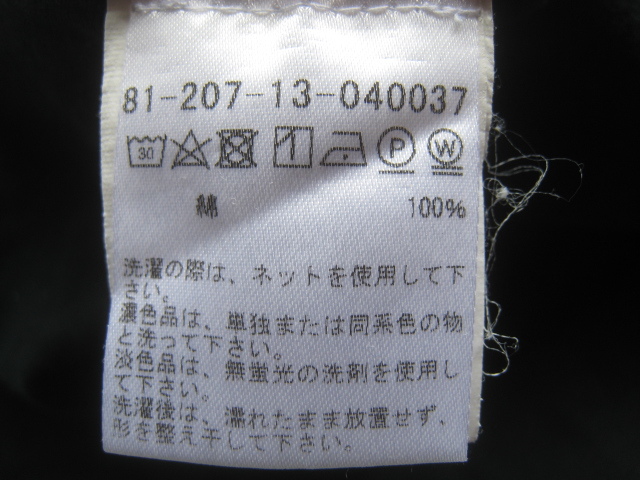 81-207-13-040037
30 P W
綿 100%
洗濯の際は、ネットを使用して下
さい。
濃色品は、単独または同系色の物
と洗って下さい。
淡色品は、無蛍光の洗剤を使用し
て下さい。
洗濯後は、濡れたまま放置せず、
形を整え干して下さい。